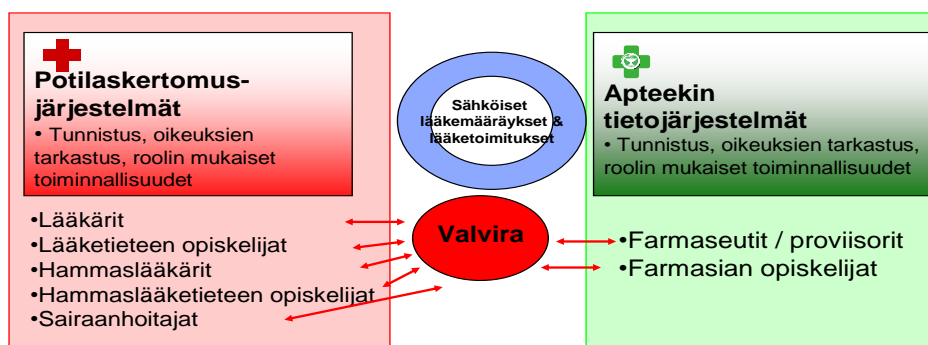 Potilaskertomus-
järjestelmät
• Tunnistus, oikeuksien
tarkastus, roolin mukaiset
toiminnallisuudet
•Lääkärit
•Lääketieteen opiskelijat
•Hammaslääkärit
•Hammaslääketieteen opiskelijat
•Sairaanhoitajat
Sähköiset
lääkemääräykset &
lääketoimitukset
Valvira
Apteekin
tietojärjestelmät
• Tunnistus, oikeuksien tarkastus,
roolin mukaiset toiminnallisuudet
•Farmaseutit / proviisorit
•Farmasian opiskelijat